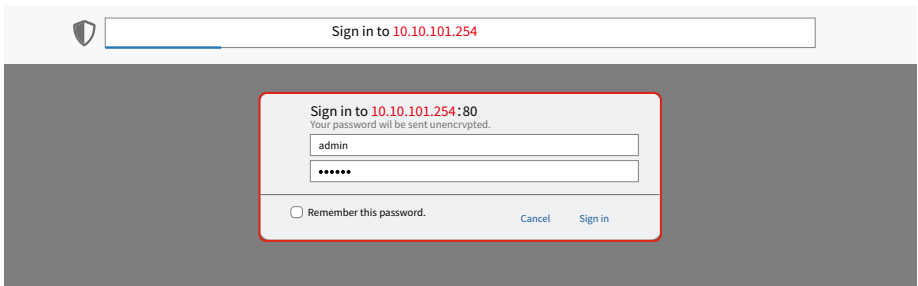 Sign in to 10.10.101.254
Sign in to 10.10.101.254:80
Your password wil be sent unencrvpted.
admin
••••••
Remember this password.
Cancel Sign in